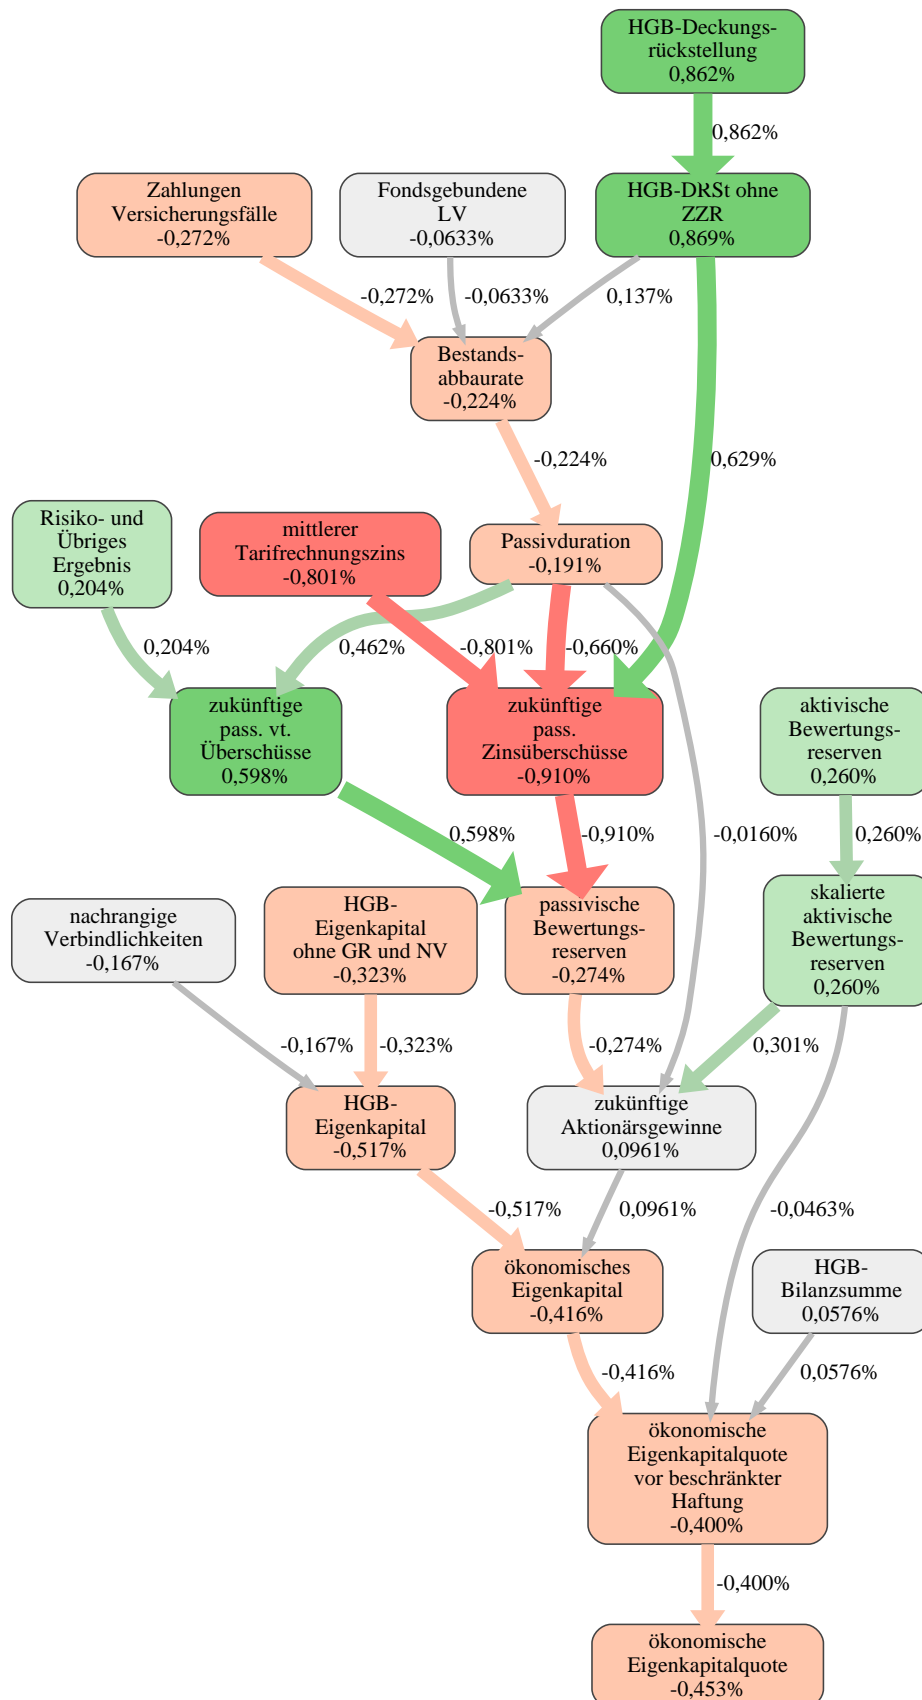 HGB-Deckungs-
rückstellung
0,862%
0,862%
Zahlungen
Versicherungsfälle
-0,272%
Fondsgebundene
LV
-0,0633%
HGB-DRSt ohne
ZZR
0,869%
-0,272%
-0,0633%
0,137%
Bestands-
abbaurate
-0,224%
-0,224%
0,629%
Risiko- und
Übriges
Ergebnis
0,204%
mittlerer
Tarifrechnungszins
-0,801%
Passivduration
-0,191%
0,204%
0,462%
-0,801%
-0,660%
zukünftige
pass. vt.
Überschüsse
0,598%
zukünftige
pass.
Zinsüberschüsse
-0,910%
aktivische
Bewertungs-
reserven
0,260%
0,598%
-0,910%
-0,0160%
0,260%
nachrangige
Verbindlichkeiten
-0,167%
HGB-
Eigenkapital
ohne GR und NV
-0,323%
passivische
Bewertungs-
reserven
-0,274%
skalierte
aktivische
Bewertungs-
reserven
0,260%
-0,167%
-0,323%
-0,274%
0,301%
HGB-
Eigenkapital
-0,517%
zukünftige
Aktionärsgewinne
0,0961%
-0,517%
0,0961%
-0,0463%
ökonomisches
Eigenkapital
-0,416%
HGB-
Bilanzsumme
0,0576%
-0,416%
0,0576%
ökonomische
Eigenkapitalquote
vor beschränkter
Haftung
-0,400%
-0,400%
ökonomische
Eigenkapitalquote
-0,453%